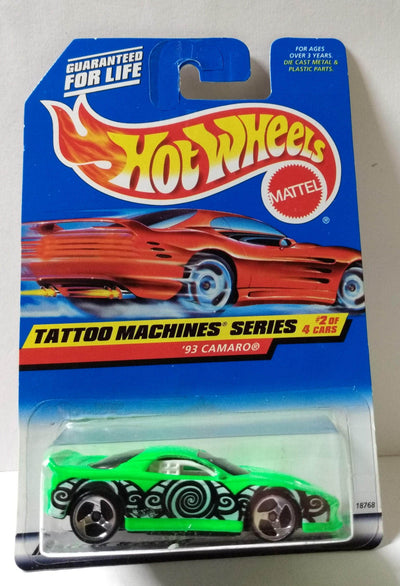 GUARANTEED
FOR LIFE
FOR AGES
OVER 3 YEARS.
DIE CAST METAL &
PLASTIC PARTS.
HOT WHEELS
MATTEL
®
TATTOO MACHINES® SERIES #2 OF 4 CARS
'93 CAMARO®
18768